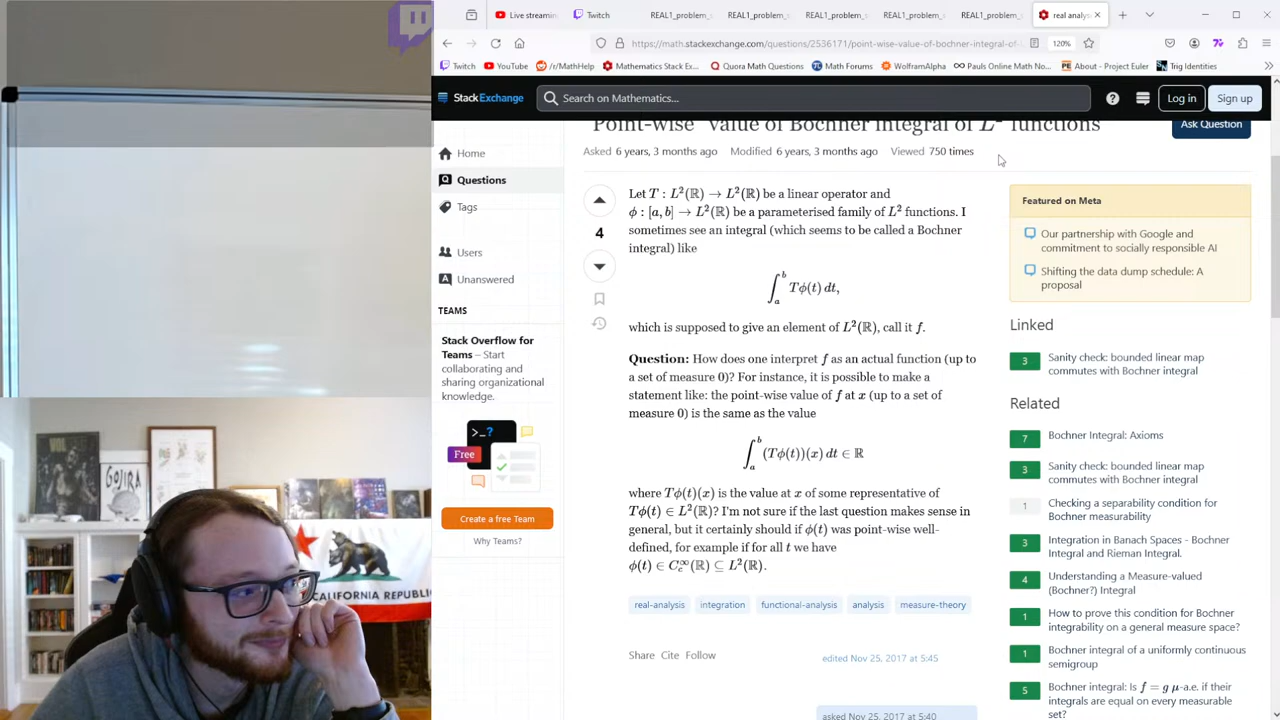 Live streamin
Twitch
REAL1_problem_s
REAL1_problem_s
REAL1_problem_s
REAL1_problem_s
REAL1_problem_s
real analys
https://math.stackexchange.com/questions/2536171/point-wise-value-of-bochner-integral-of-
120%
Twitch
YouTube
/r/MathHelp
Mathematics Stack Ex...
Quora Math Questions
Math Forums
WolframAlpha
Pauls Online Math No...
About - Project Euler
Trig Identities
StackExchange
Search on Mathematics...
Log in
Sign up
"Point-wise" value of Bochner integral of L² functions
Ask Question
Asked 6 years, 3 months ago
Modified 6 years, 3 months ago
Viewed 750 times
Home
Questions
Tags
Users
Unanswered
TEAMS
Stack Overflow for
Teams – Start
collaborating and
sharing organizational
knowledge.
Free
Create a free Team
Why Teams?
4
Let T : L²(ℝ) → L²(ℝ) be a linear operator and
ϕ : [a, b] → L²(ℝ) be a parameterised family of L² functions. I
sometimes see an integral (which seems to be called a Bochner
integral) like
∫ₐᵇ Tϕ(t) dt,
which is supposed to give an element of L²(ℝ), call it f.
Question: How does one interpret f as an actual function (up to
a set of measure 0)? For instance, it is possible to make a
statement like: the point-wise value of f at x (up to a set of
measure 0) is the same as the value
∫ₐᵇ (Tϕ(t))(x) dt ∈ ℝ
where Tϕ(t)(x) is the value at x of some representative of
Tϕ(t) ∈ L²(ℝ)? I'm not sure if the last question makes sense in
general, but it certainly should if ϕ(t) was point-wise well-
defined, for example if for all t we have
ϕ(t) ∈ C_c^∞(ℝ) ⊆ L²(ℝ).
real-analysis
integration
functional-analysis
analysis
measure-theory
Share Cite Follow
edited Nov 25, 2017 at 5:45
asked Nov 25, 2017 at 5:40
Featured on Meta
Our partnership with Google and
commitment to socially responsible AI
Shifting the data dump schedule: A
proposal
Linked
3
Sanity check: bounded linear map
commutes with Bochner integral
Related
7
Bochner Integral: Axioms
3
Sanity check: bounded linear map
commutes with Bochner integral
1
Checking a separability condition for
Bochner measurability
3
Integration in Banach Spaces - Bochner
Integral and Rieman Integral.
4
Understanding a Measure-valued
(Bochner?) Integral
1
How to prove this condition for Bochner
integrability on a general measure space?
1
Bochner integral of a uniformly continuous
semigroup
5
Bochner integral: Is f = g μ-a.e. if their
integrals are equal on every measurable
set?
GOJIRA
CALIFORNIA REPUBLIC